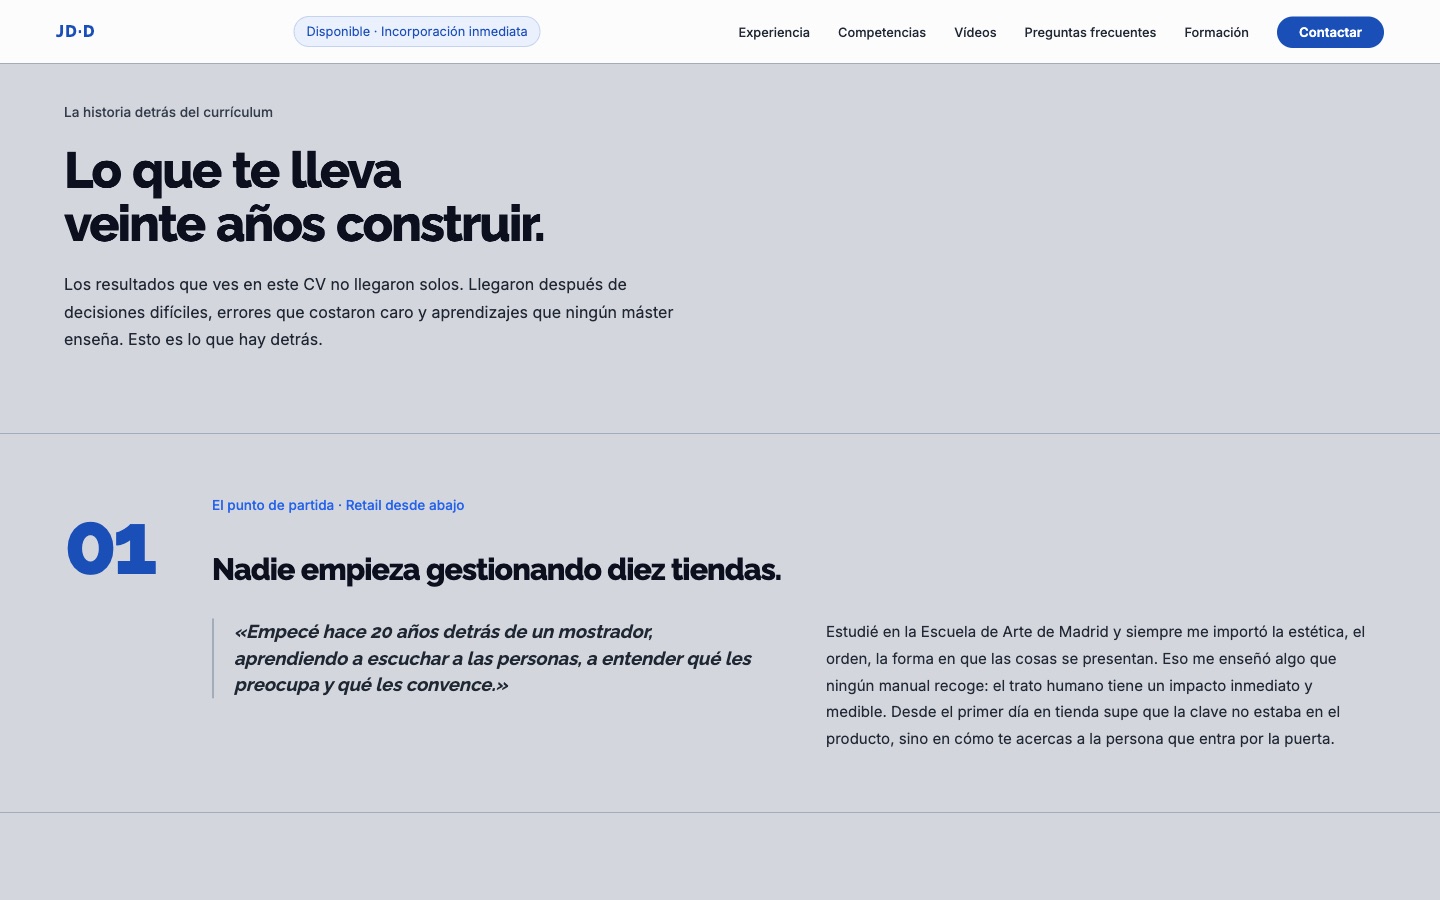 JD·D
Disponible · Incorporación inmediata
Experiencia
Competencias
Vídeos
Preguntas frecuentes
Formación
Contactar
La historia detrás del currículum
Lo que te lleva
veinte años construir.
Los resultados que ves en este CV no llegaron solos. Llegaron después de
decisiones difíciles, errores que costaron caro y aprendizajes que ningún máster
enseña. Esto es lo que hay detrás.
01
El punto de partida · Retail desde abajo
Nadie empieza gestionando diez tiendas.
«Empecé hace 20 años detrás de un mostrador,
aprendiendo a escuchar a las personas, a entender qué les
preocupa y qué les convence.»
Estudié en la Escuela de Arte de Madrid y siempre me importó la estética, el
orden, la forma en que las cosas se presentan. Eso me enseñó algo que
ningún manual recoge: el trato humano tiene un impacto inmediato y
medible. Desde el primer día en tienda supe que la clave no estaba en el
producto, sino en cómo te acercas a la persona que entra por la puerta.